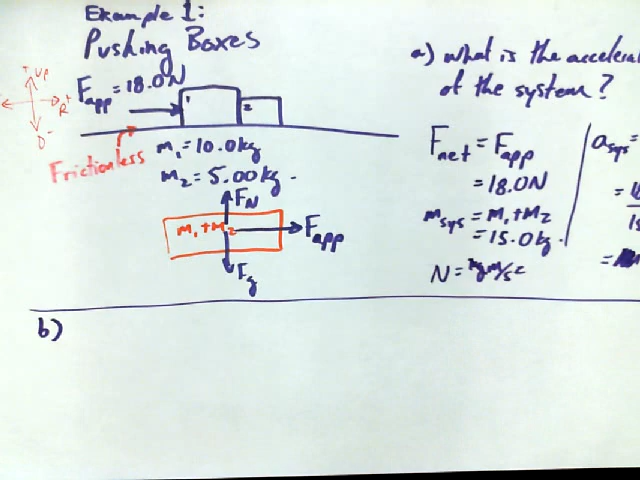 Example 1:
Pushing Boxes
+ up
R+
D-
Fapp = 18.0N
1
2
Frictionless
m₁ = 10.0kg
m₂ = 5.00kg.
FN
m₁+m₂
Fapp
Fg
a) what is the
of the system?
Fnet = Fapp
= 18.0N
msys = m₁+m₂
= 15.0kg.
N = kgm/s²
asys =
=
=
b)